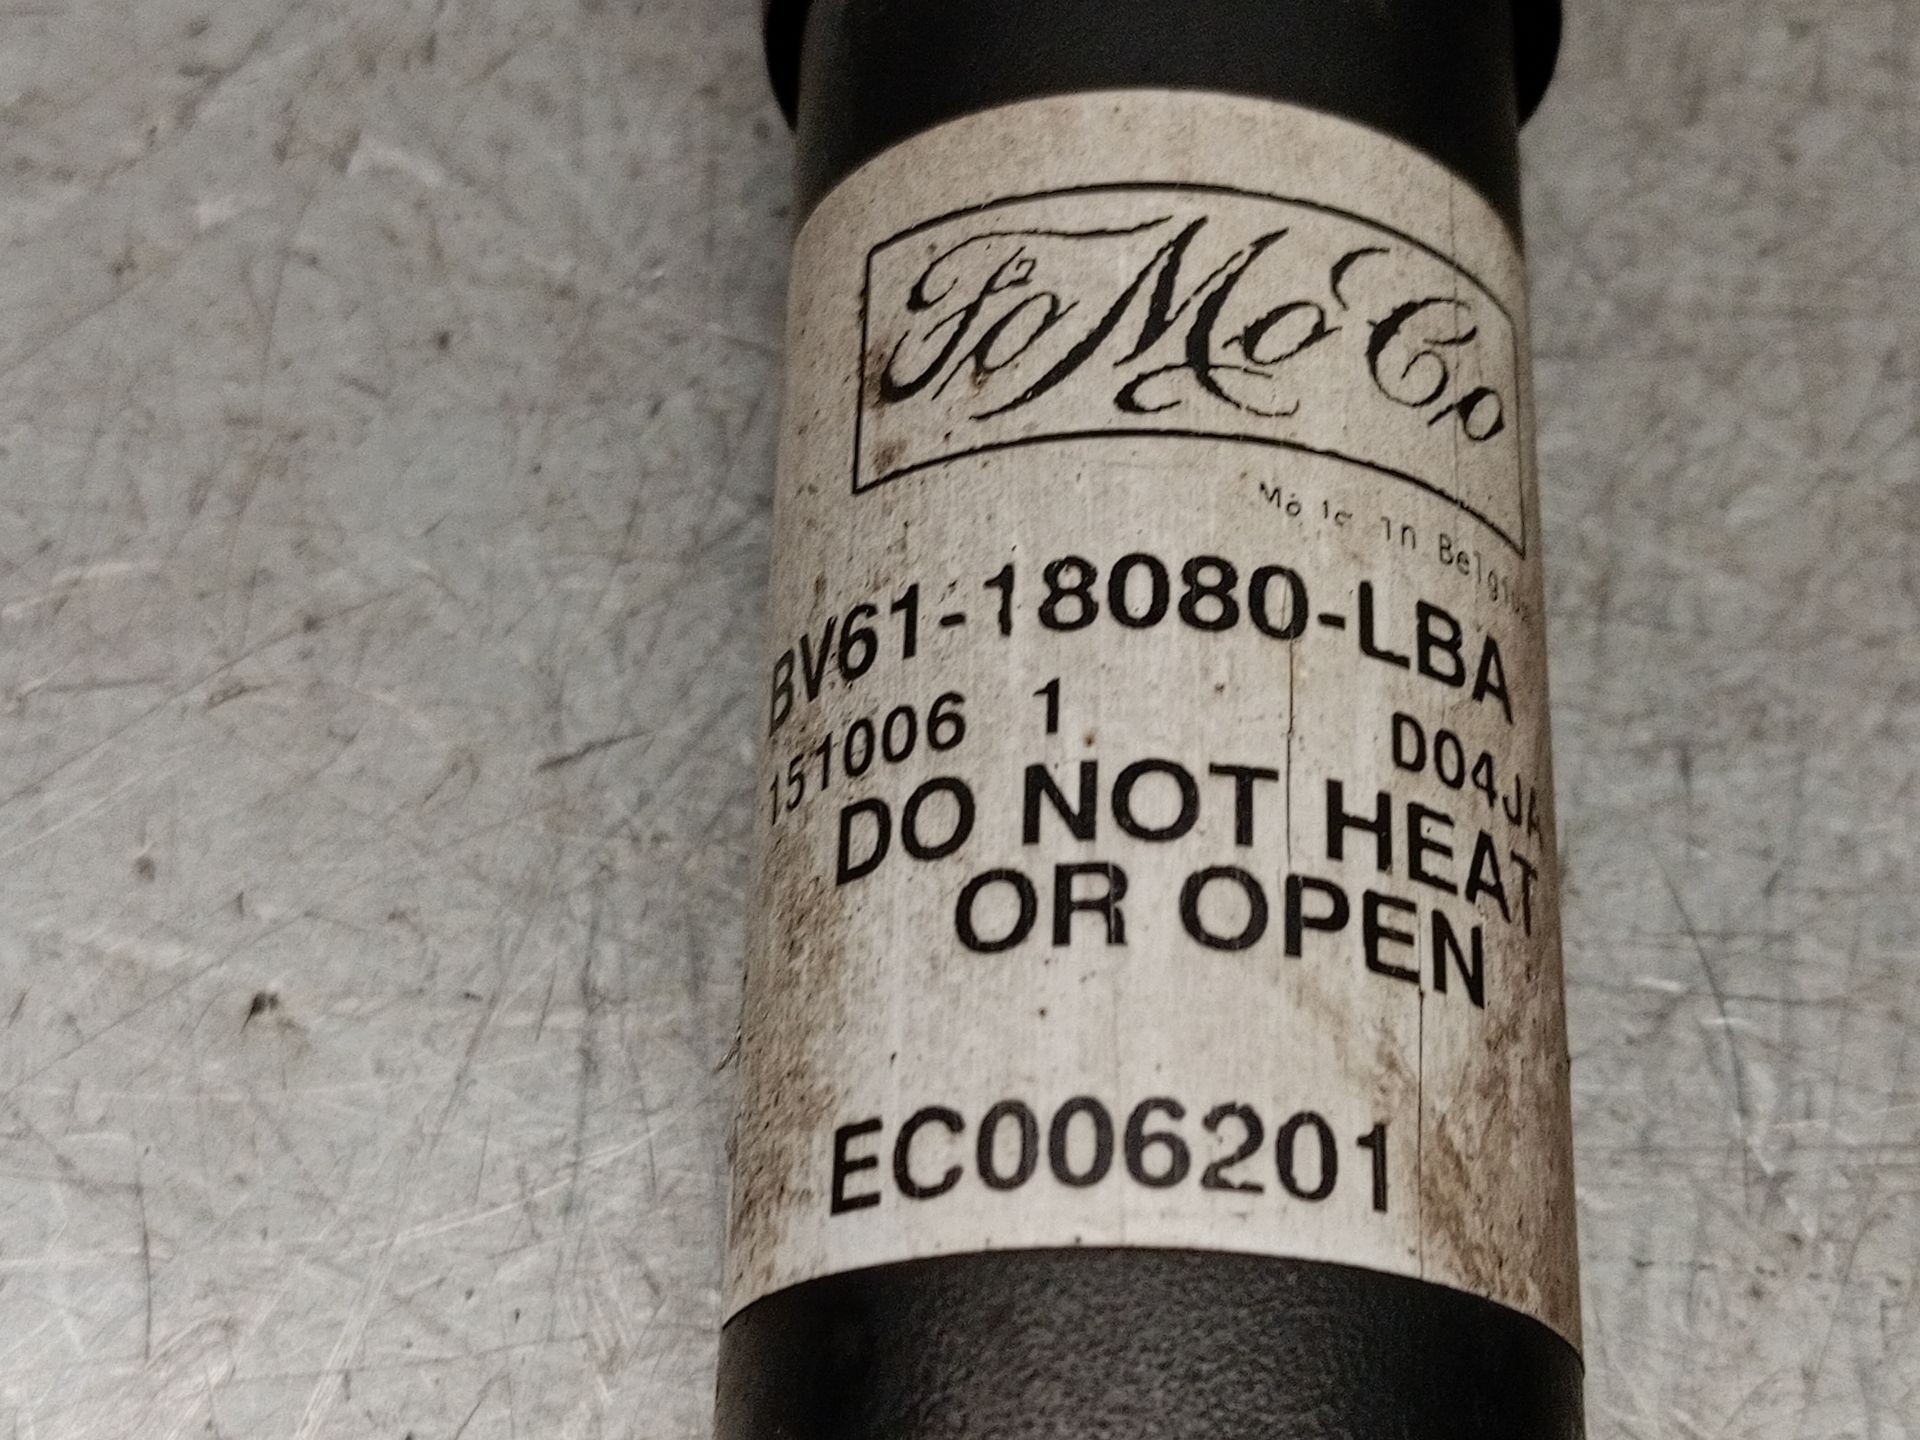 FoMoCo
Made in Belgium
BV61-18080-LBA
151006 1 D04JA
DO NOT HEAT
OR OPEN
EC006201